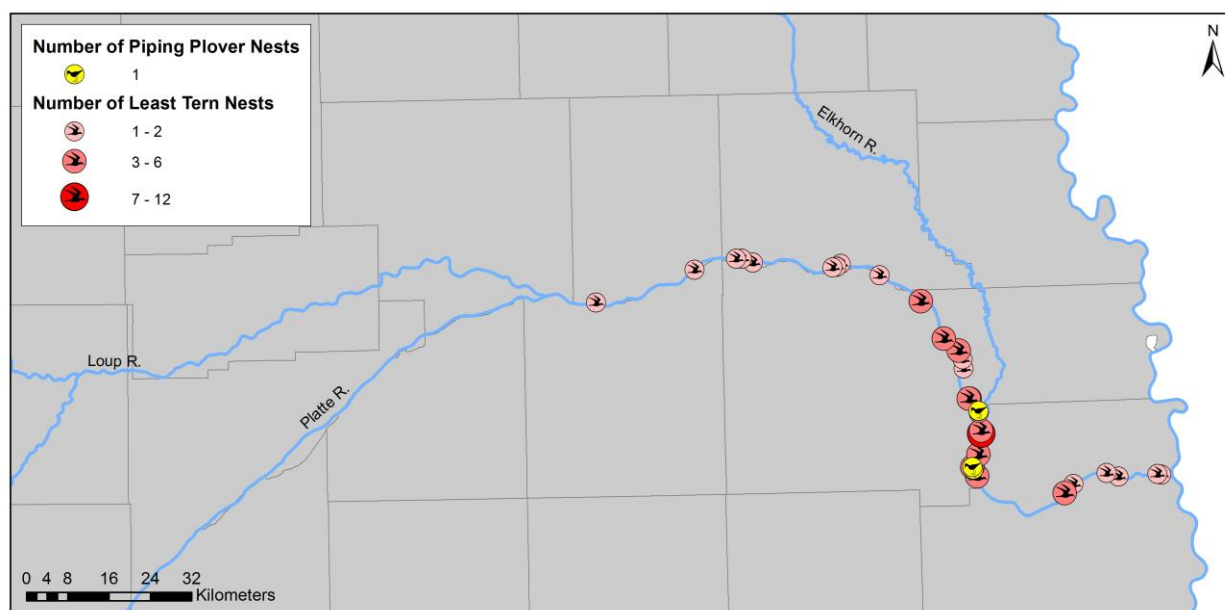 Number of Piping Plover Nests
1
Number of Least Tern Nests
1 - 2
3 - 6
7 - 12
N
Elkhorn R.
Loup R.
Platte R.
0 4 8 16 24 32
Kilometers